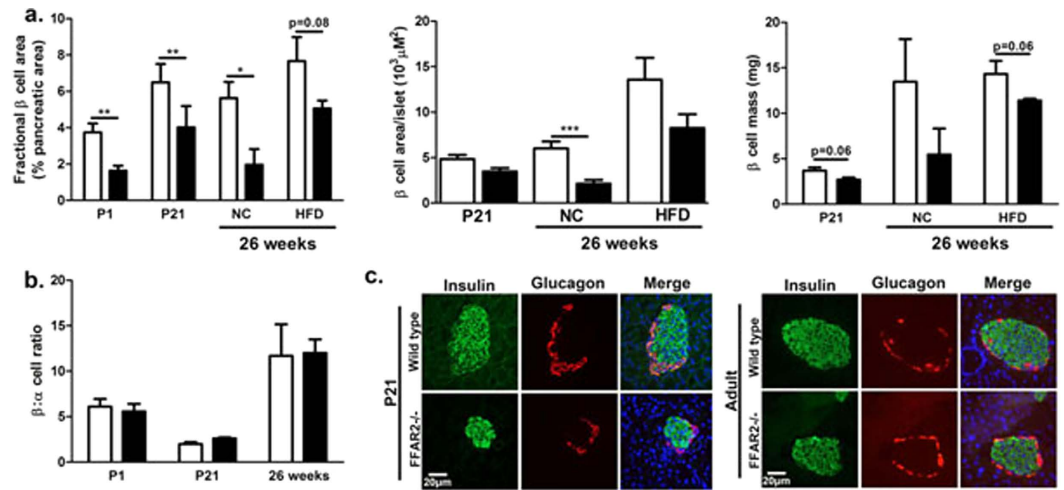 a.
Fractional β cell area
(% pancreatic area)
10
8
6
4
2
0
**
**
*
p=0.08
P1
P21
NC
HFD
26 weeks
β cell area/islet (10³μM²)
20
15
10
5
0
***
P21
NC
HFD
26 weeks
β cell mass (mg)
20
15
10
5
0
p=0.06
p=0.06
P21
NC
HFD
26 weeks
b.
β:α cell ratio
20
15
10
5
0
P1
P21
26 weeks
c.
Insulin
Glucagon
Merge
P21
Wild type
FFAR2-/-
20μm
Insulin
Glucagon
Merge
Adult
Wild type
FFAR2-/-
20μm